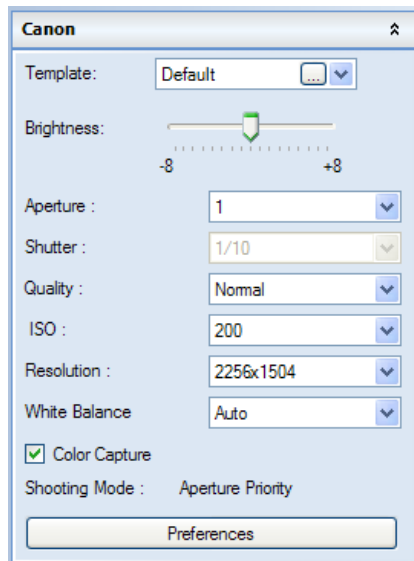 Canon
Template: Default ...
Brightness:
-8 +8
Aperture : 1
Shutter : 1/10
Quality : Normal
ISO : 200
Resolution : 2256x1504
White Balance Auto
Color Capture
Shooting Mode : Aperture Priority
Preferences